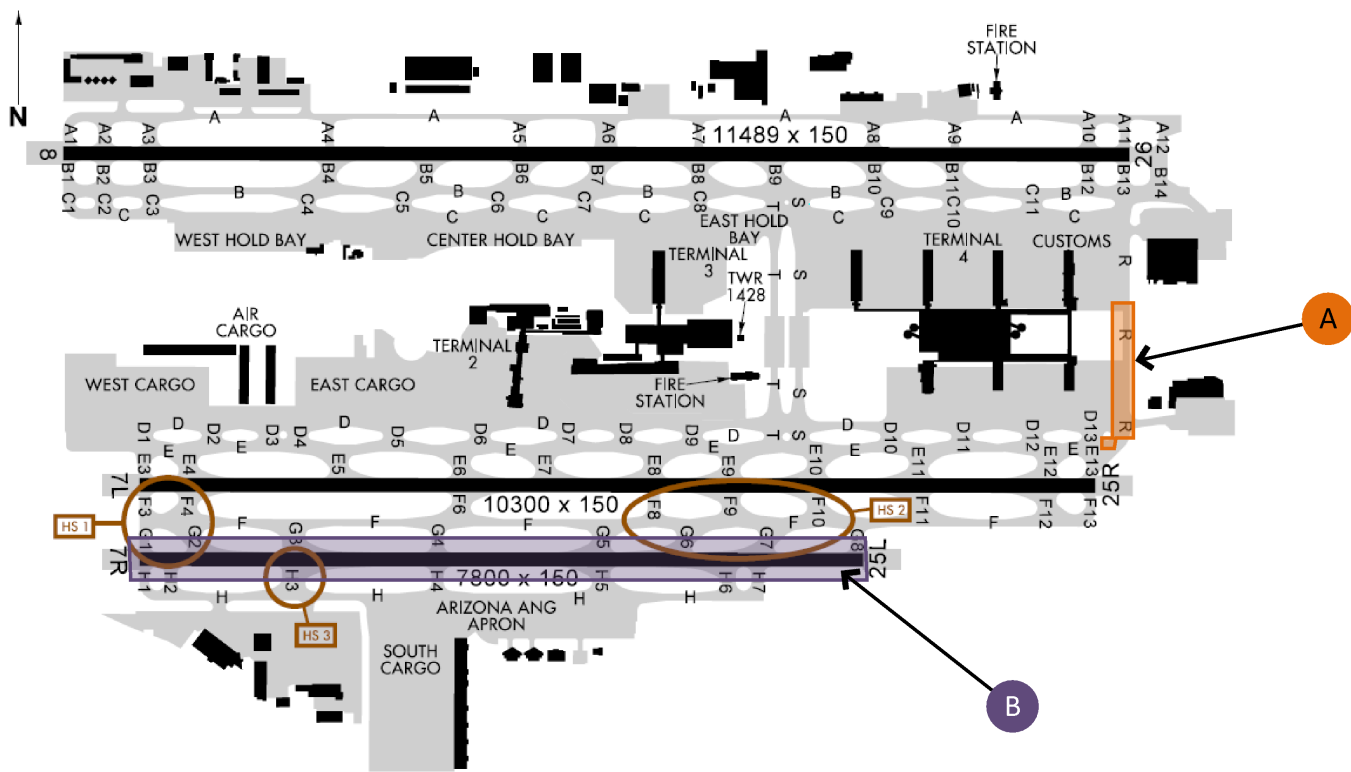 FIRE
STATION
N
A
A
A
A
A1
A2
A3
A4
A5
A6
A7
A8
A9
A10
A11
A12
11489 x 150
8
26
B1
B2
B3
B4
B5
B6
B7
B8
B9
B10
B11
B12
B13
B14
B
B
B
B
B
C1
C2
C
C3
C4
C5
C
C6
C
C
C8
C7
T
S
C
C9
C10
C11
C
WEST HOLD BAY
CENTER HOLD BAY
EAST HOLD
BAY
TERMINAL
3
TERMINAL
4
CUSTOMS
R
TWR
1428
T
S
AIR
CARGO
TERMINAL
2
R
A
WEST CARGO
EAST CARGO
FIRE
STATION
T
S
D1
D
D2
D3
D4
D
D5
D6
D
D7
D8
D9
D
T
S
D
D10
D11
D12
D13
R
E3
E
E4
E
E5
E6
E
E7
E8
E
E9
E10
E11
E12
E
E13
7L
25R
10300 x 150
F3
F4
F
F
F6
F
F8
F9
F
F10
F11
F
F12
F13
HS 1
HS 2
G1
G2
G3
G4
G5
G6
G7
G8
7R
25L
7800 x 150
H1
H2
H
H3
H
H4
H
H5
H
H6
H7
ARIZONA ANG
APRON
HS 3
SOUTH
CARGO
B